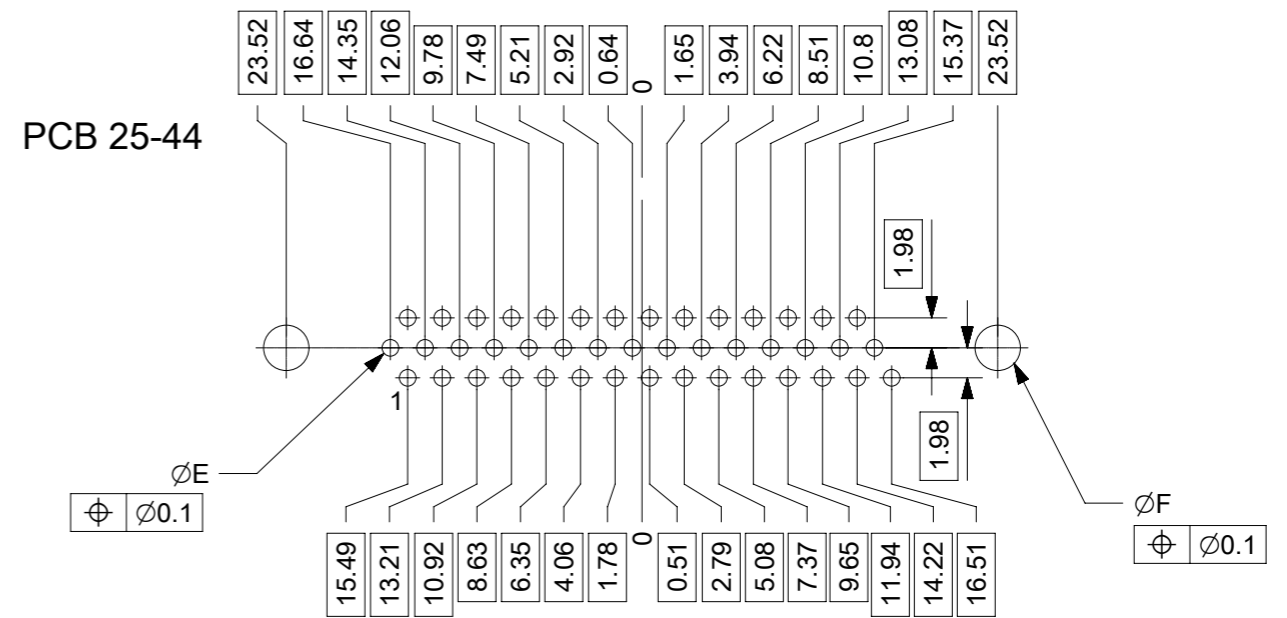 23.52 16.64 14.35 12.06 9.78 7.49 5.21 2.92 0.64 0 1.65 3.94 6.22 8.51 10.8 13.08 15.37 23.52
PCB 25-44
1.98
1
1.98
∅E
⌖ ∅0.1
∅F
⌖ ∅0.1
15.49 13.21 10.92 8.63 6.35 4.06 1.78 0 0.51 2.79 5.08 7.37 9.65 11.94 14.22 16.51